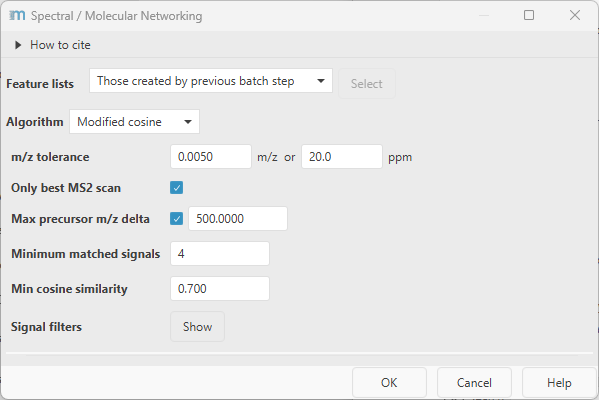 m Spectral / Molecular Networking
How to cite
Feature lists Those created by previous batch step Select
Algorithm Modified cosine
m/z tolerance 0.0050 m/z or 20.0 ppm
Only best MS2 scan
Max precursor m/z delta 500.0000
Minimum matched signals 4
Min cosine similarity 0.700
Signal filters Show
OK Cancel Help